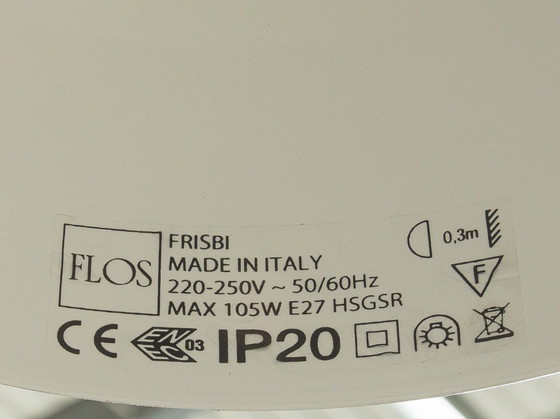 FLOS
FRISBI
MADE IN ITALY
220-250V ~ 50/60Hz
MAX 105W E27 HSGSR
0,3m
F
CE ENEC 03 IP20